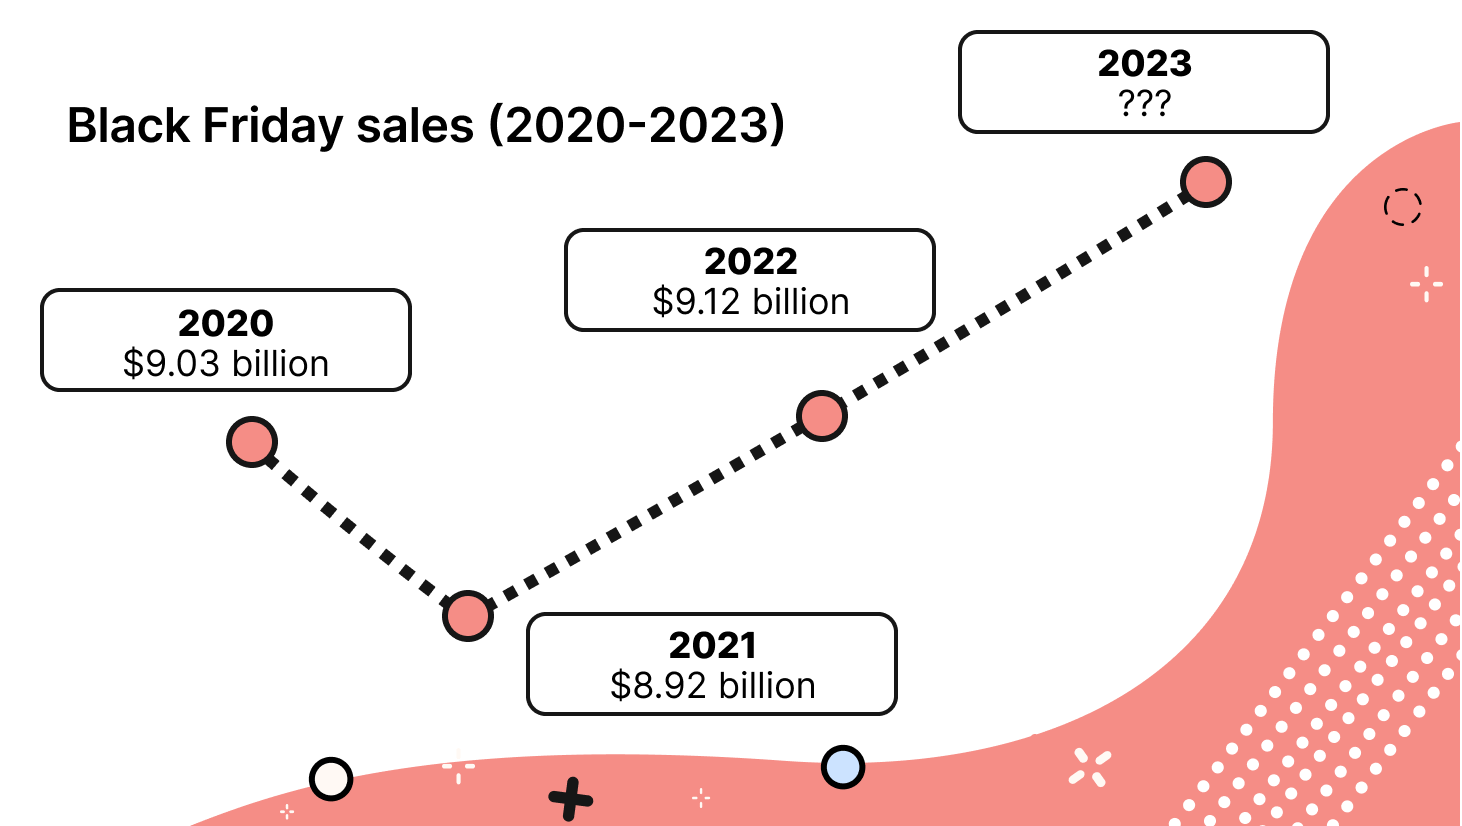 Black Friday sales (2020-2023)
2020
$9.03 billion
2021
$8.92 billion
2022
$9.12 billion
2023
???